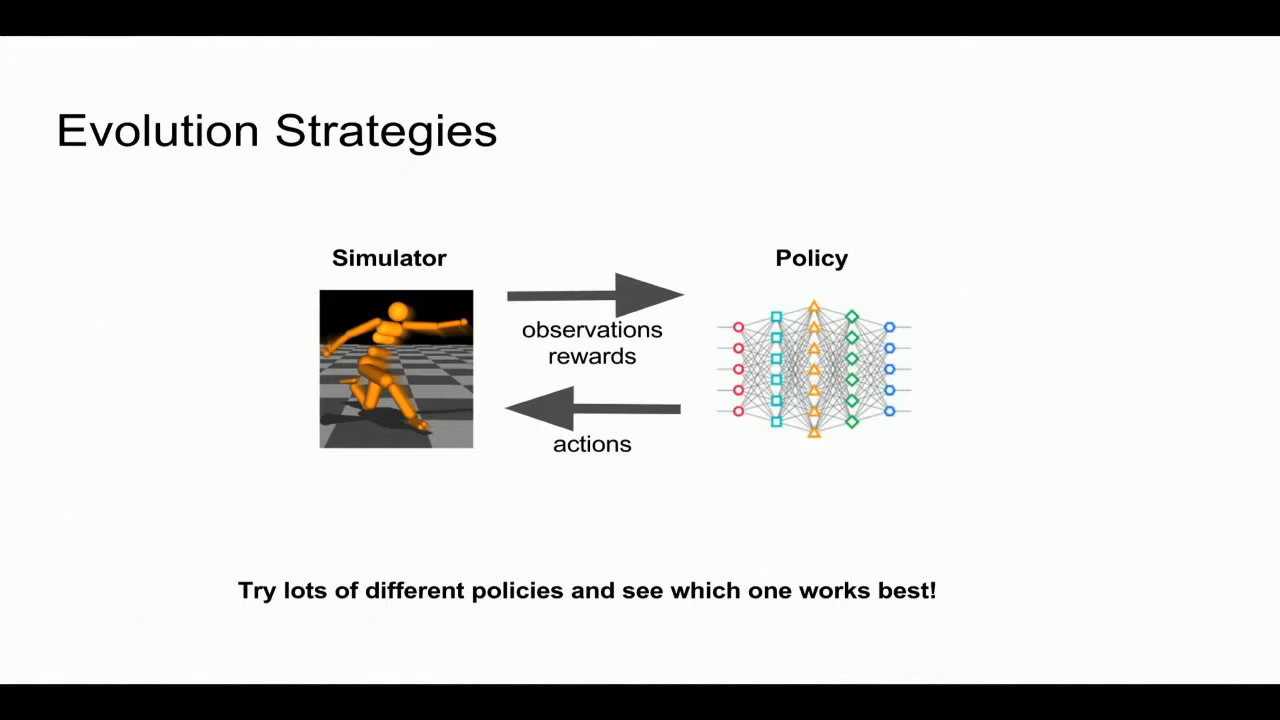 Evolution Strategies
Simulator
Policy
observations
rewards
actions
Try lots of different policies and see which one works best!